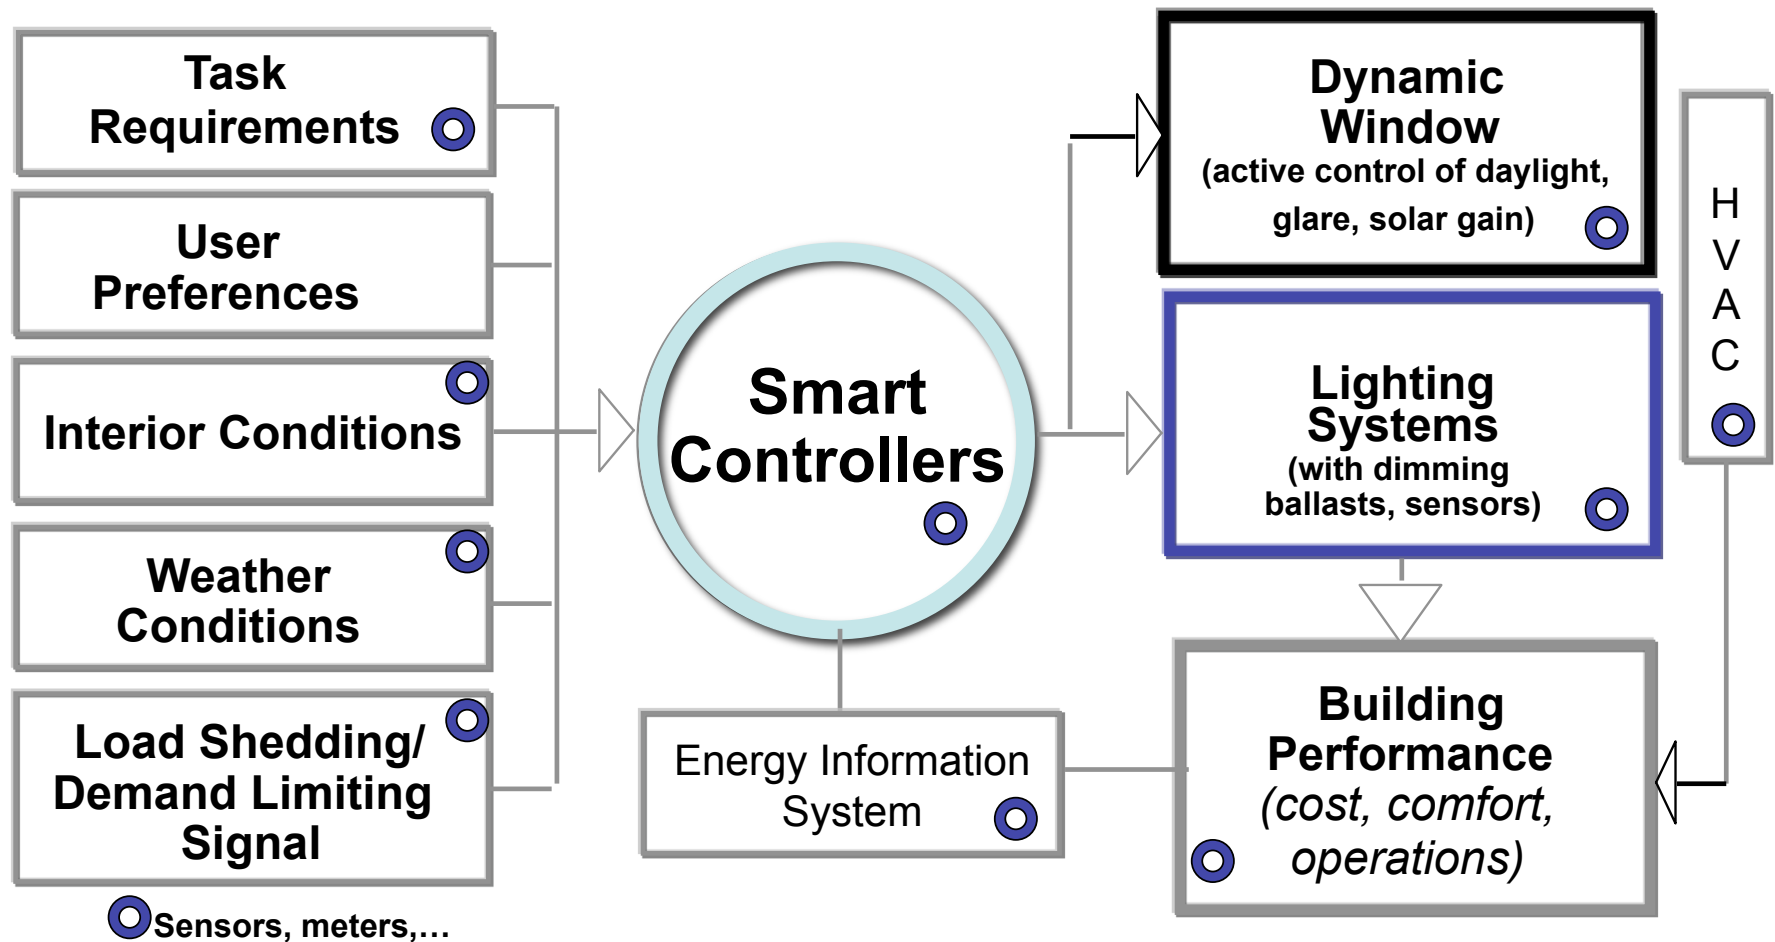 Task
Requirements
User
Preferences
Interior Conditions
Weather
Conditions
Load Shedding/
Demand Limiting
Signal
Sensors, meters,…
Smart
Controllers
Energy Information
System
Dynamic
Window
(active control of daylight,
glare, solar gain)
Lighting
Systems
(with dimming
ballasts, sensors)
Building
Performance
(cost, comfort,
operations)
H
V
A
C